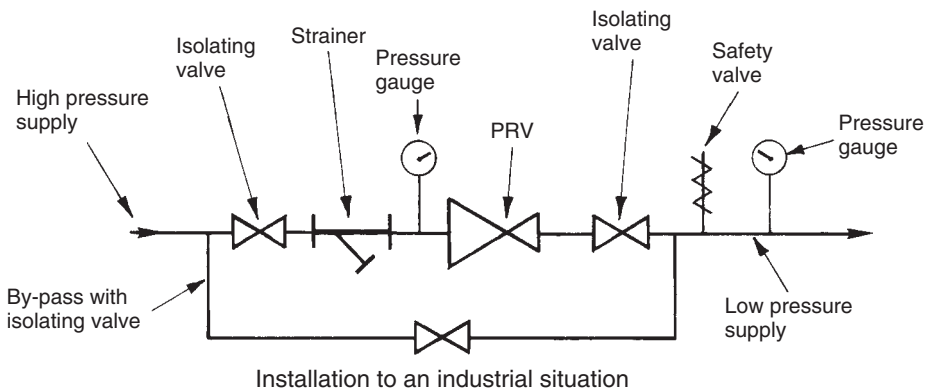 Isolating
valve
Strainer
Pressure
gauge
Isolating
valve
Safety
valve
High pressure
supply
PRV
Pressure
gauge
By-pass with
isolating valve
Low pressure
supply
Installation to an industrial situation